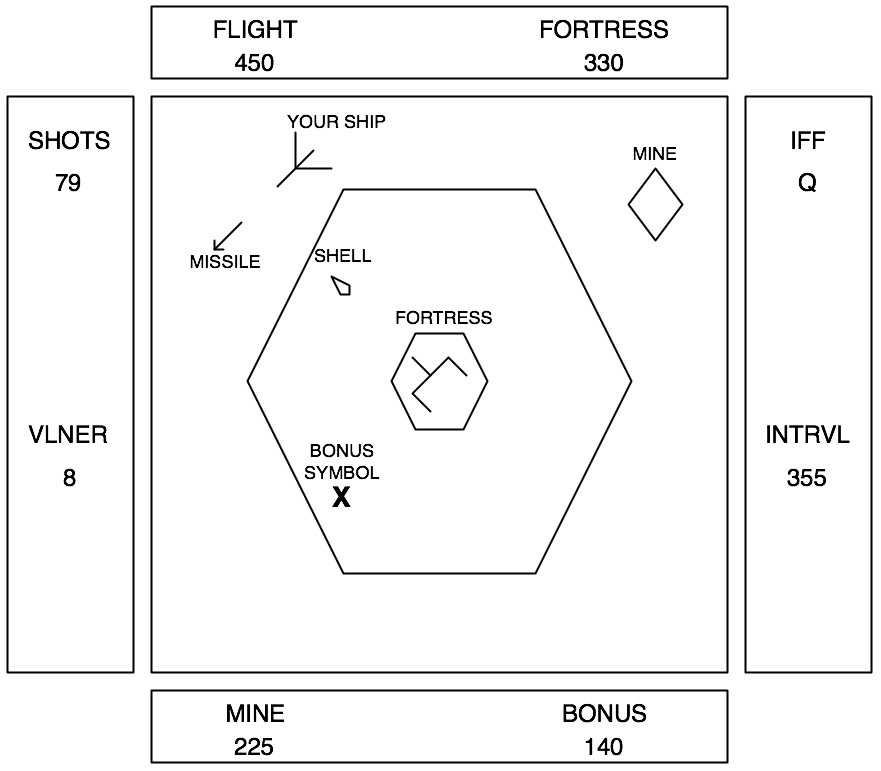 FLIGHT FORTRESS
450 330
SHOTS
79
VLNER
8
YOUR SHIP
MINE
MISSILE
SHELL
FORTRESS
BONUS
SYMBOL
X
IFF
Q
INTRVL
355
MINE BONUS
225 140